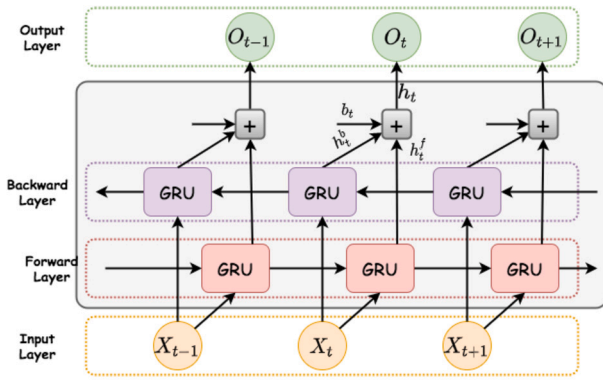 Output
Layer
O_{t-1}
O_t
O_{t+1}
h_t
b_t
+
+
+
h_t^b
h_t^f
Backward
Layer
GRU
GRU
GRU
Forward
Layer
GRU
GRU
GRU
Input
Layer
X_{t-1}
X_t
X_{t+1}